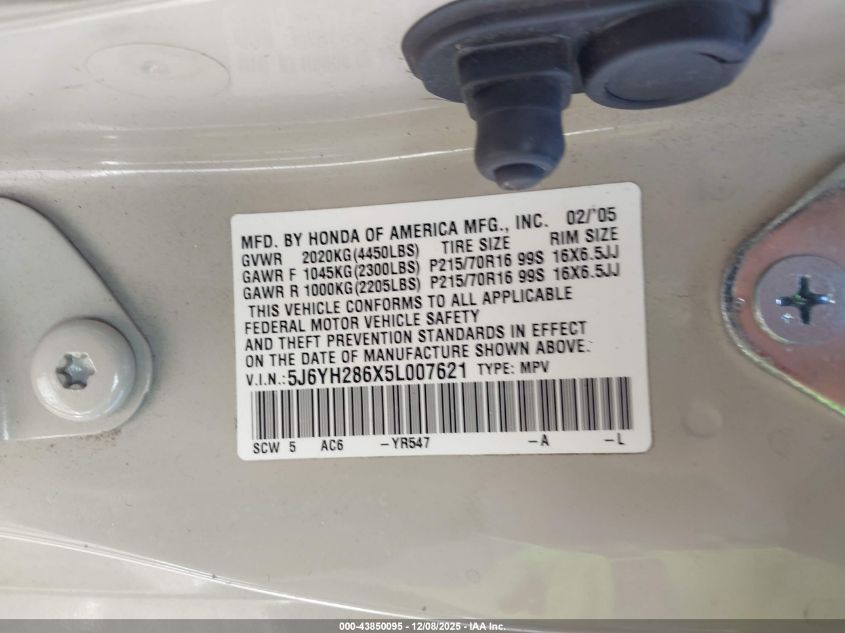 MFD. BY HONDA OF AMERICA MFG., INC. 02/'05
GVWR 2020KG(4450LBS) TIRE SIZE RIM SIZE
GAWR F 1045KG(2300LBS) P215/70R16 99S 16X6.5JJ
GAWR R 1000KG(2205LBS) P215/70R16 99S 16X6.5JJ
THIS VEHICLE CONFORMS TO ALL APPLICABLE
FEDERAL MOTOR VEHICLE SAFETY
AND THEFT PREVENTION STANDARDS IN EFFECT
ON THE DATE OF MANUFACTURE SHOWN ABOVE.
V.I.N.:5J6YH286X5L007621 TYPE: MPV
SCW 5 AC6 -YR547 -A -L
000-43850095 - 12/08/2025 - IAA, Inc.